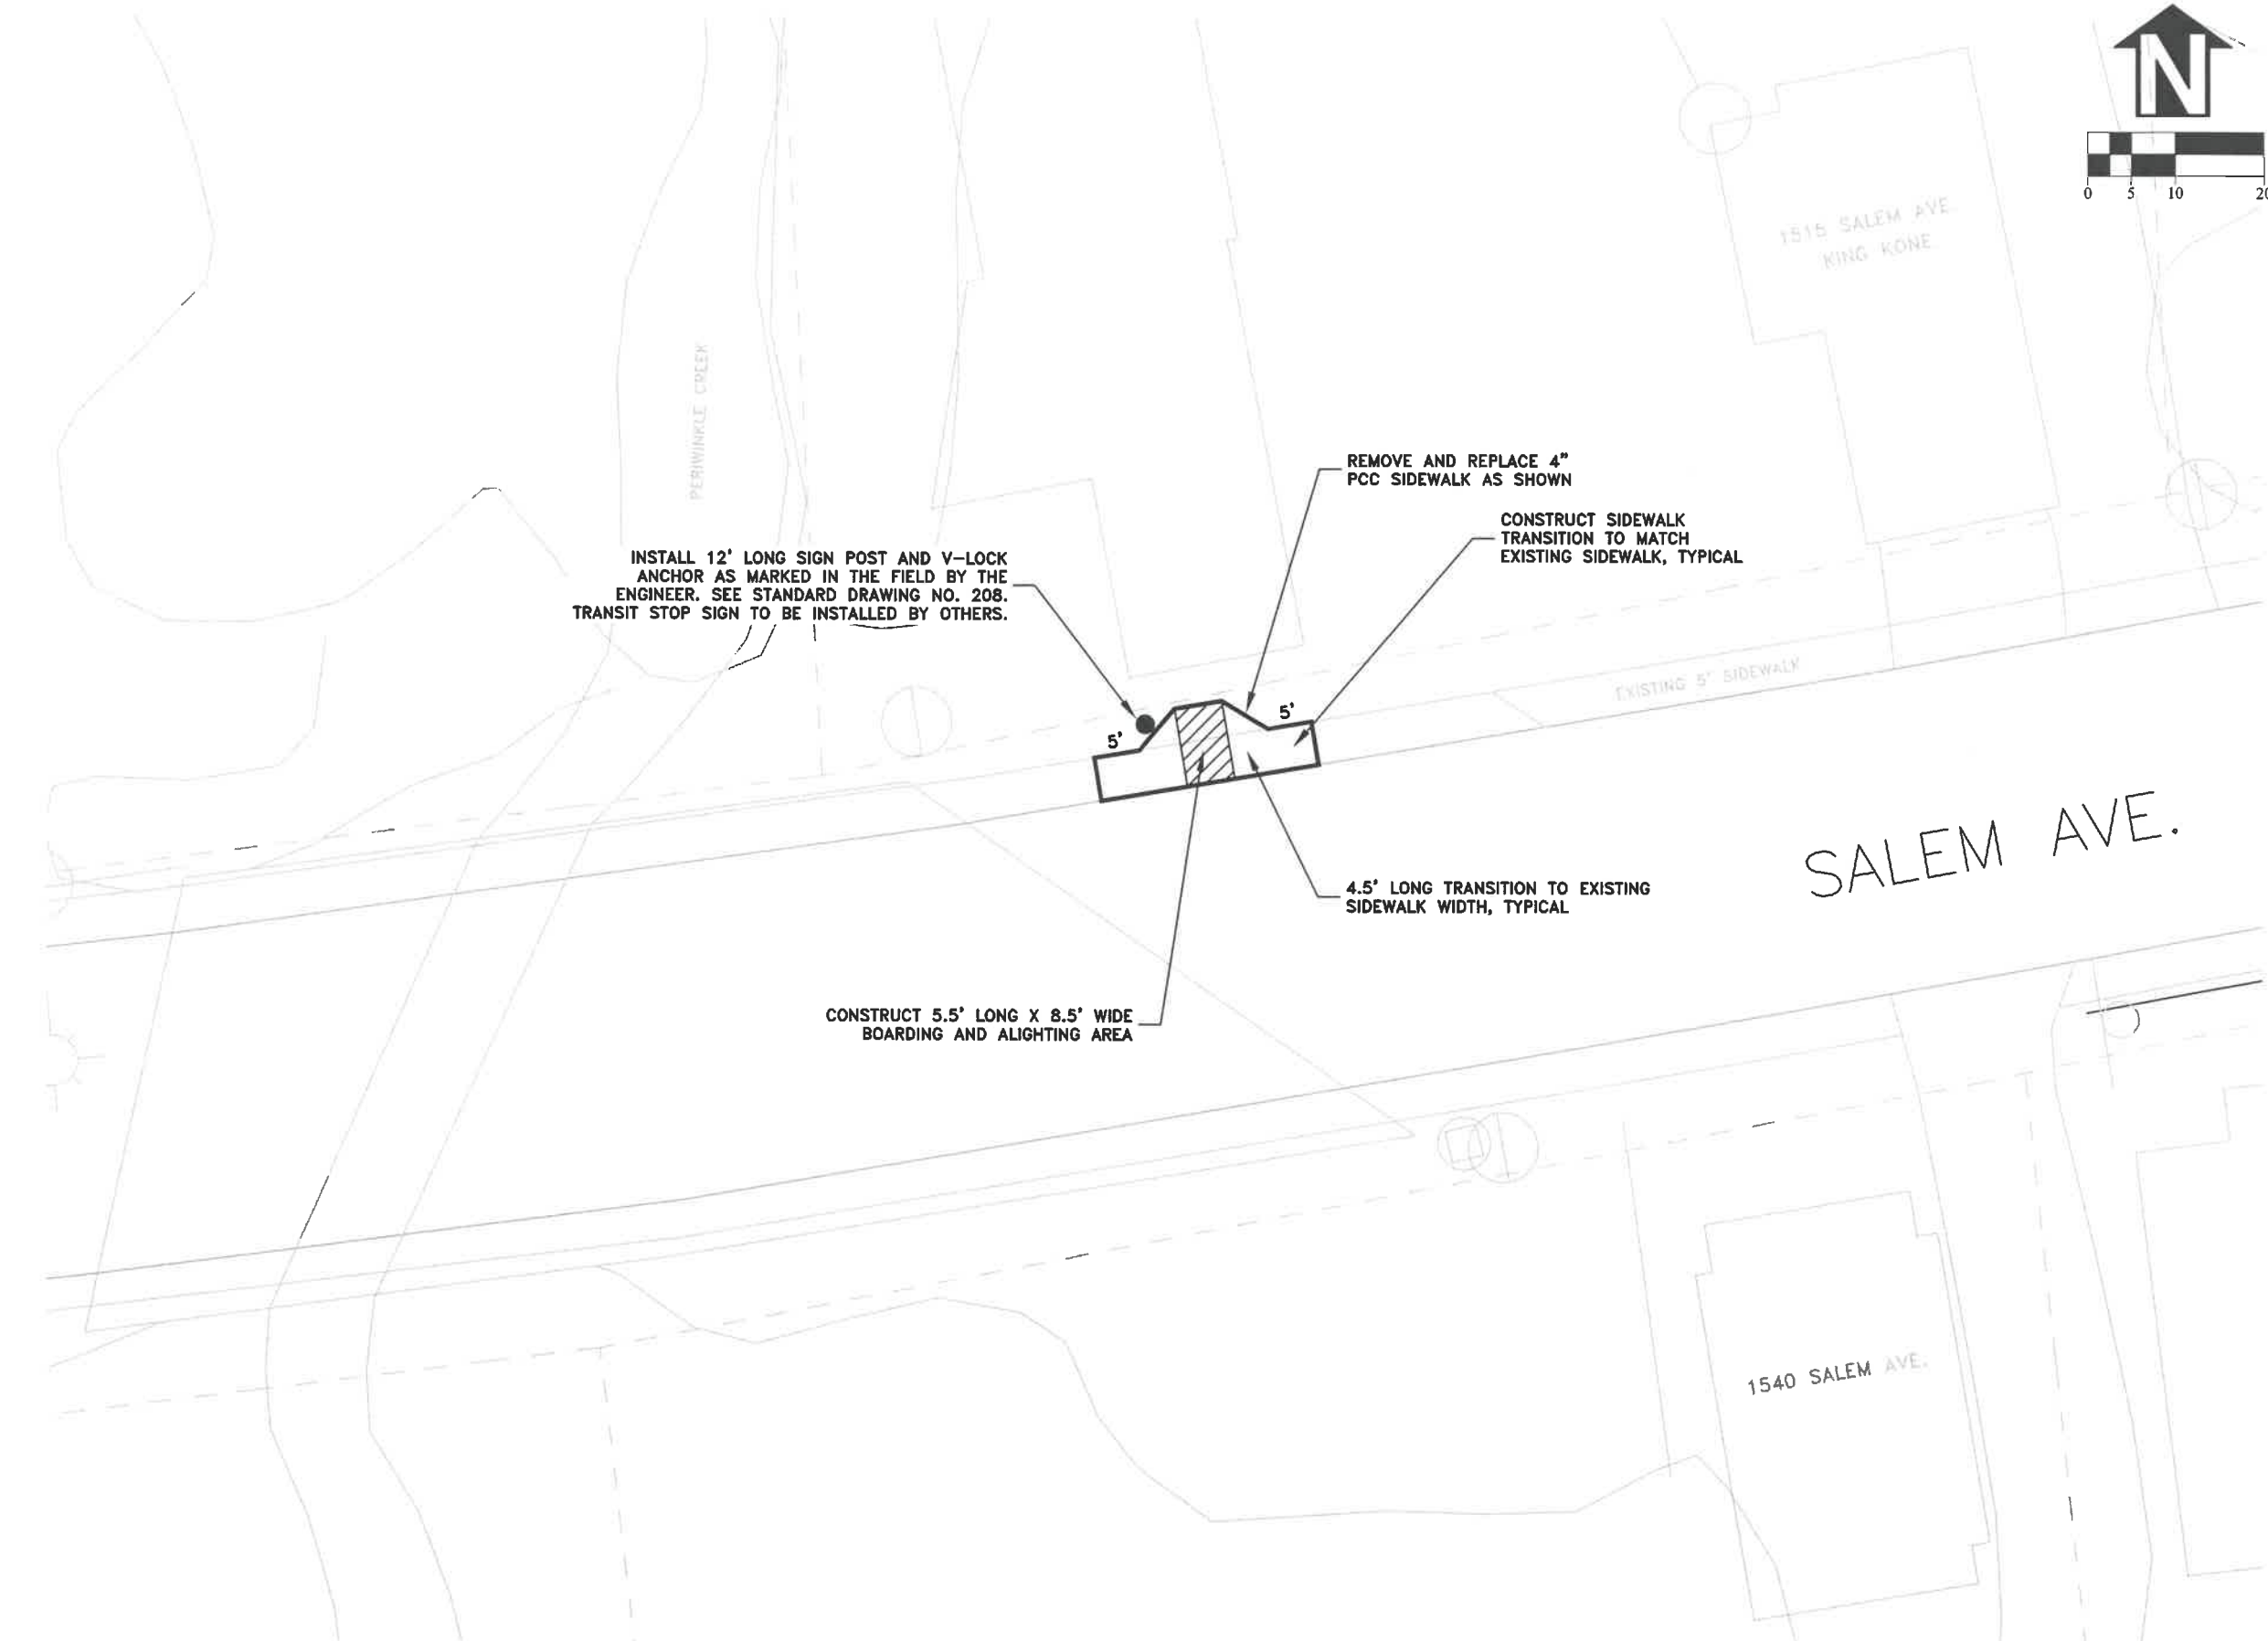 N
0 5 10 20
1515 SALEM AVE.
KING KONE
PERIWINKLE CREEK
REMOVE AND REPLACE 4"
PCC SIDEWALK AS SHOWN
CONSTRUCT SIDEWALK
TRANSITION TO MATCH
EXISTING SIDEWALK, TYPICAL
INSTALL 12' LONG SIGN POST AND V-LOCK
ANCHOR AS MARKED IN THE FIELD BY THE
ENGINEER. SEE STANDARD DRAWING NO. 208.
TRANSIT STOP SIGN TO BE INSTALLED BY OTHERS.
EXISTING 5' SIDEWALK
5'
5'
SALEM AVE.
4.5' LONG TRANSITION TO EXISTING
SIDEWALK WIDTH, TYPICAL
CONSTRUCT 5.5' LONG X 8.5' WIDE
BOARDING AND ALIGHTING AREA
1540 SALEM AVE.